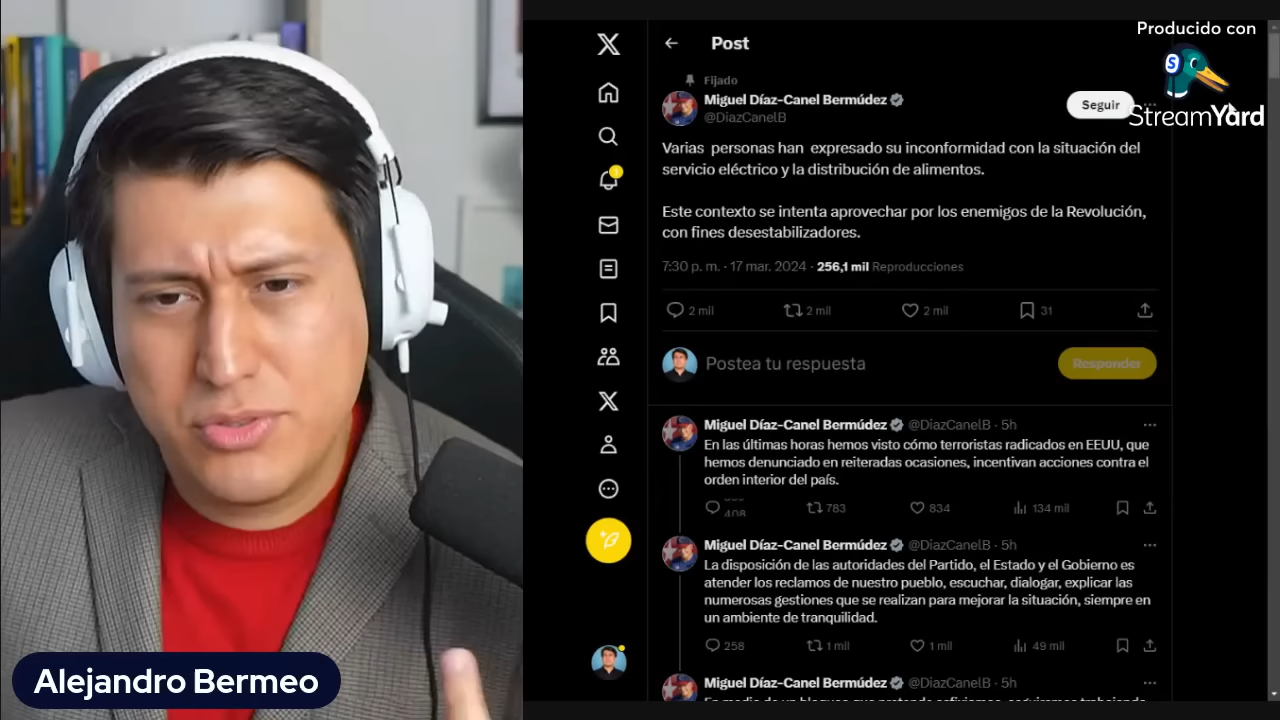 Producido con
StreamYard
Post
Fijado
Miguel Díaz-Canel Bermúdez
@DiazCanelB
Seguir
Varias personas han expresado su inconformidad con la situación del
servicio eléctrico y la distribución de alimentos.
Este contexto se intenta aprovechar por los enemigos de la Revolución,
con fines desestabilizadores.
7:30 p. m. · 17 mar. 2024 · 256,1 mil Reproducciones
2 mil 2 mil 2 mil 31
Postea tu respuesta
Responder
Miguel Díaz-Canel Bermúdez @DiazCanelB · 5h
En las últimas horas hemos visto cómo terroristas radicados en EEUU, que
hemos denunciado en reiteradas ocasiones, incentivan acciones contra el
orden interior del país.
783 834 134 mil
Miguel Díaz-Canel Bermúdez @DiazCanelB · 5h
La disposición de las autoridades del Partido, el Estado y el Gobierno es
atender los reclamos de nuestro pueblo, escuchar, dialogar, explicar las
numerosas gestiones que se realizan para mejorar la situación, siempre en
un ambiente de tranquilidad.
258 1 mil 1 mil 49 mil
Miguel Díaz-Canel Bermúdez @DiazCanelB · 5h
Alejandro Bermeo